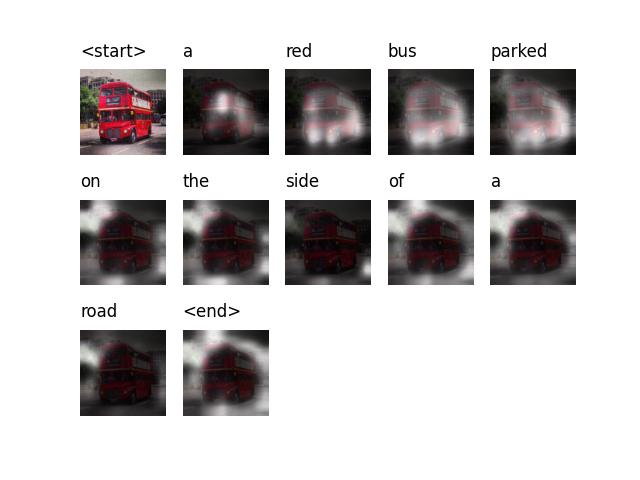 <start> a red bus parked
on the side of a
road <end>